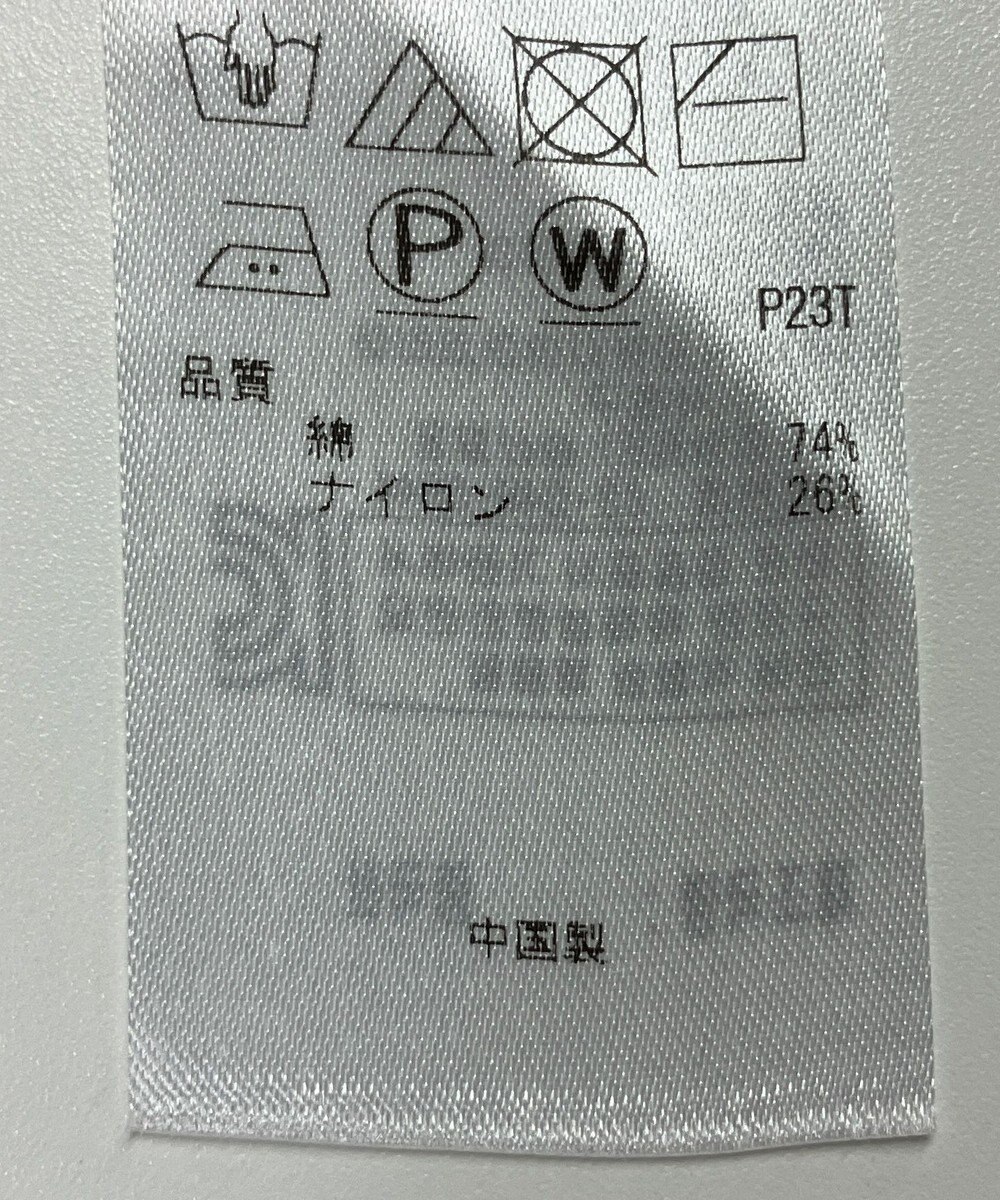 P W
P23T
品質
綿 74%
ナイロン 26%
中国製